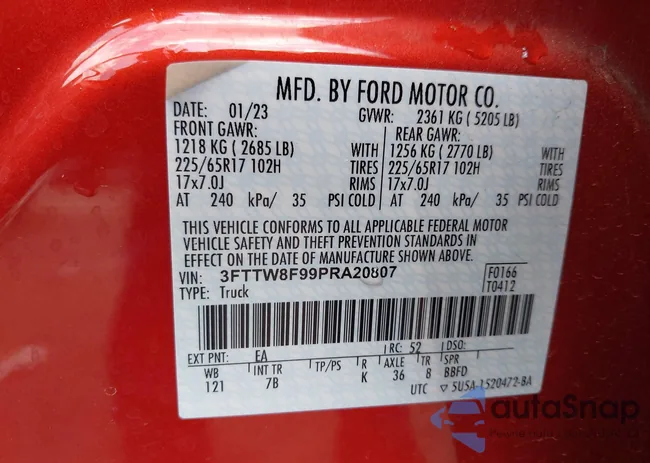 MFD. BY FORD MOTOR CO.
DATE: 01/23 GVWR: 2361 KG ( 5205 LB)
FRONT GAWR: REAR GAWR:
1218 KG ( 2685 LB) WITH 1256 KG ( 2770 LB) WITH
225/65R17 102H TIRES 225/65R17 102H TIRES
17x7.0J RIMS 17x7.0J RIMS
AT 240 kPa/ 35 PSI COLD AT 240 kPa/ 35 PSI COLD
THIS VEHICLE CONFORMS TO ALL APPLICABLE FEDERAL MOTOR
VEHICLE SAFETY AND THEFT PREVENTION STANDARDS IN
EFFECT ON THE DATE OF MANUFACTURE SHOWN ABOVE.
VIN: 3FTTW8F99PRA20807 F0166
TYPE: Truck T0412
EXT PNT: EA RC: 52 DSO:
WB INT TR TP/PS R AXLE TR SPR
121 7B K 36 8 BBFD
UTC 5U5A-1520472-BA
autoSnap